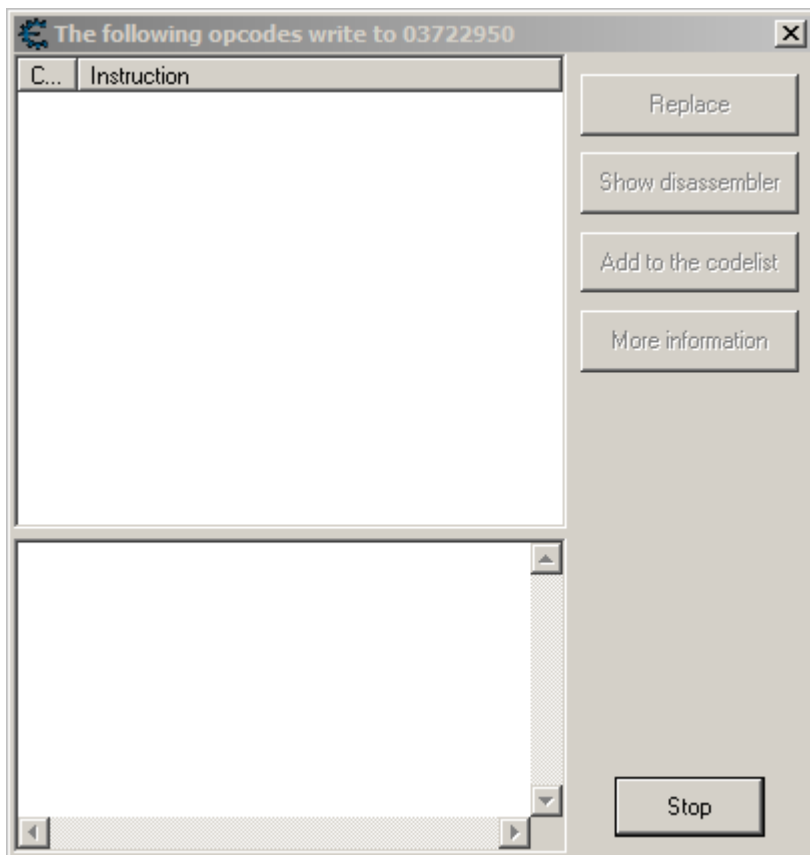 The following opcodes write to 03722950
C... Instruction
Replace
Show disassembler
Add to the codelist
More information
Stop